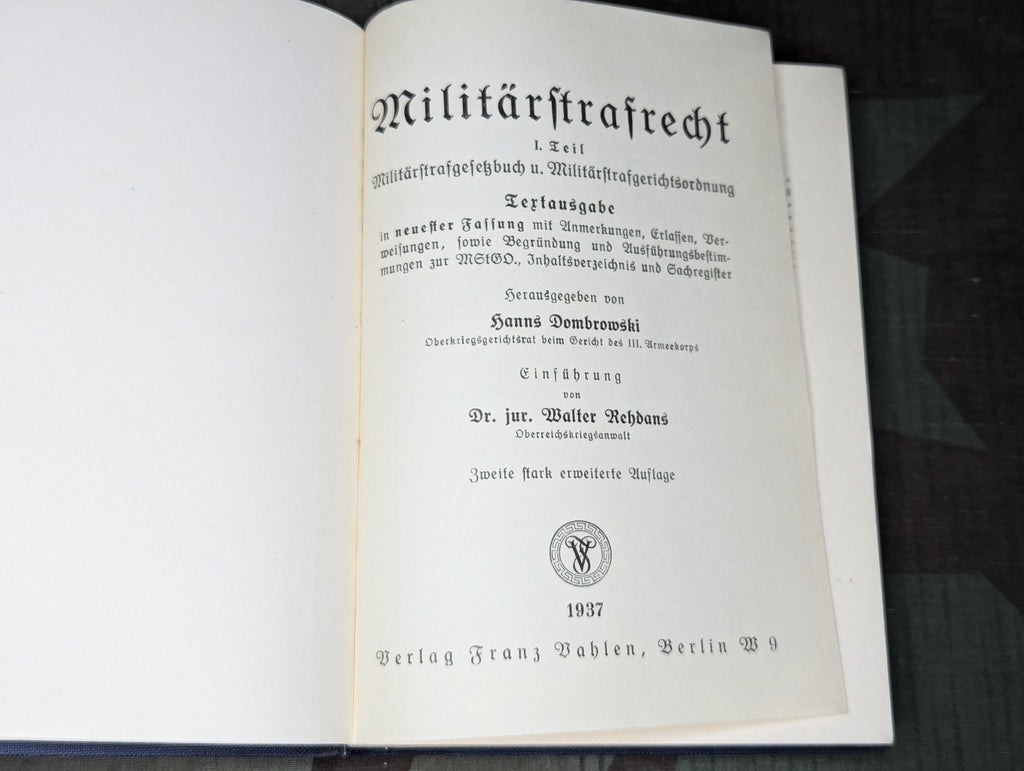 Militärstrafrecht
I. Teil
Militärstrafgesetzbuch u. Militärstrafgerichtsordnung
Textausgabe
in neuester Fassung mit Anmerkungen, Erlassen, Ver-
weisungen, sowie Begründung und Ausführungsbestim-
mungen zur MStGO., Inhaltsverzeichnis und Sachregister
Herausgegeben von
Hanns Dombrowski
Oberkriegsgerichtsrat beim Gericht des III. Armeekorps
Einführung
von
Dr. jur. Walter Rehdans
Oberreichskriegsanwalt
Zweite stark erweiterte Auflage
1937
Verlag Franz Vahlen, Berlin W 9